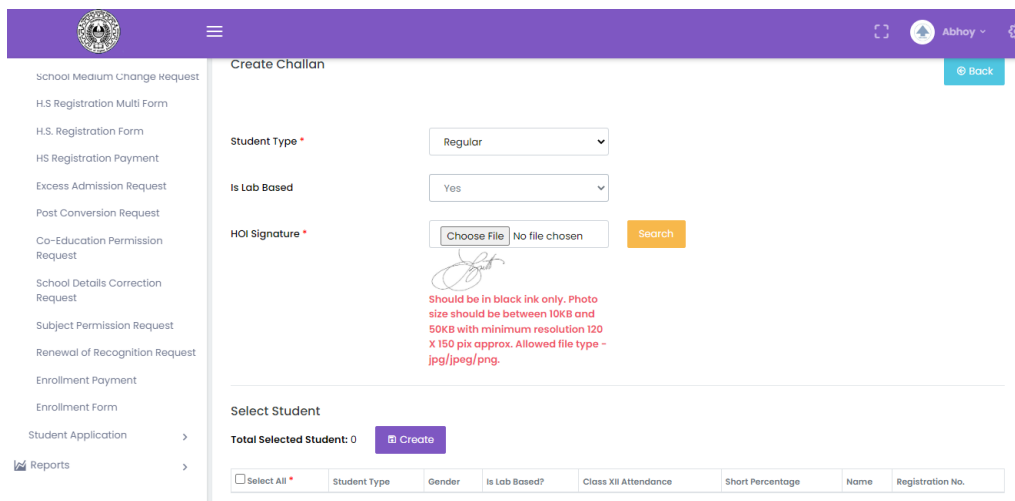 Abhoy
School Medium Change Request
H.S Registration Multi Form
H.S. Registration Form
HS Registration Payment
Excess Admission Request
Post Conversion Request
Co-Education Permission
Request
School Details Correction
Request
Subject Permission Request
Renewal of Recognition Request
Enrollment Payment
Enrollment Form
Student Application
Reports
Create Challan
Back
Student Type *
Regular
Is Lab Based
Yes
HOI Signature *
Choose File No file chosen
Search
Should be in black ink only. Photo
size should be between 10KB and
50KB with minimum resolution 120
X 150 pix approx. Allowed file type -
jpg/jpeg/png.
Select Student
Total Selected Student: 0
Create
Select All * Student Type Gender Is Lab Based? Class XII Attendance Short Percentage Name Registration No.